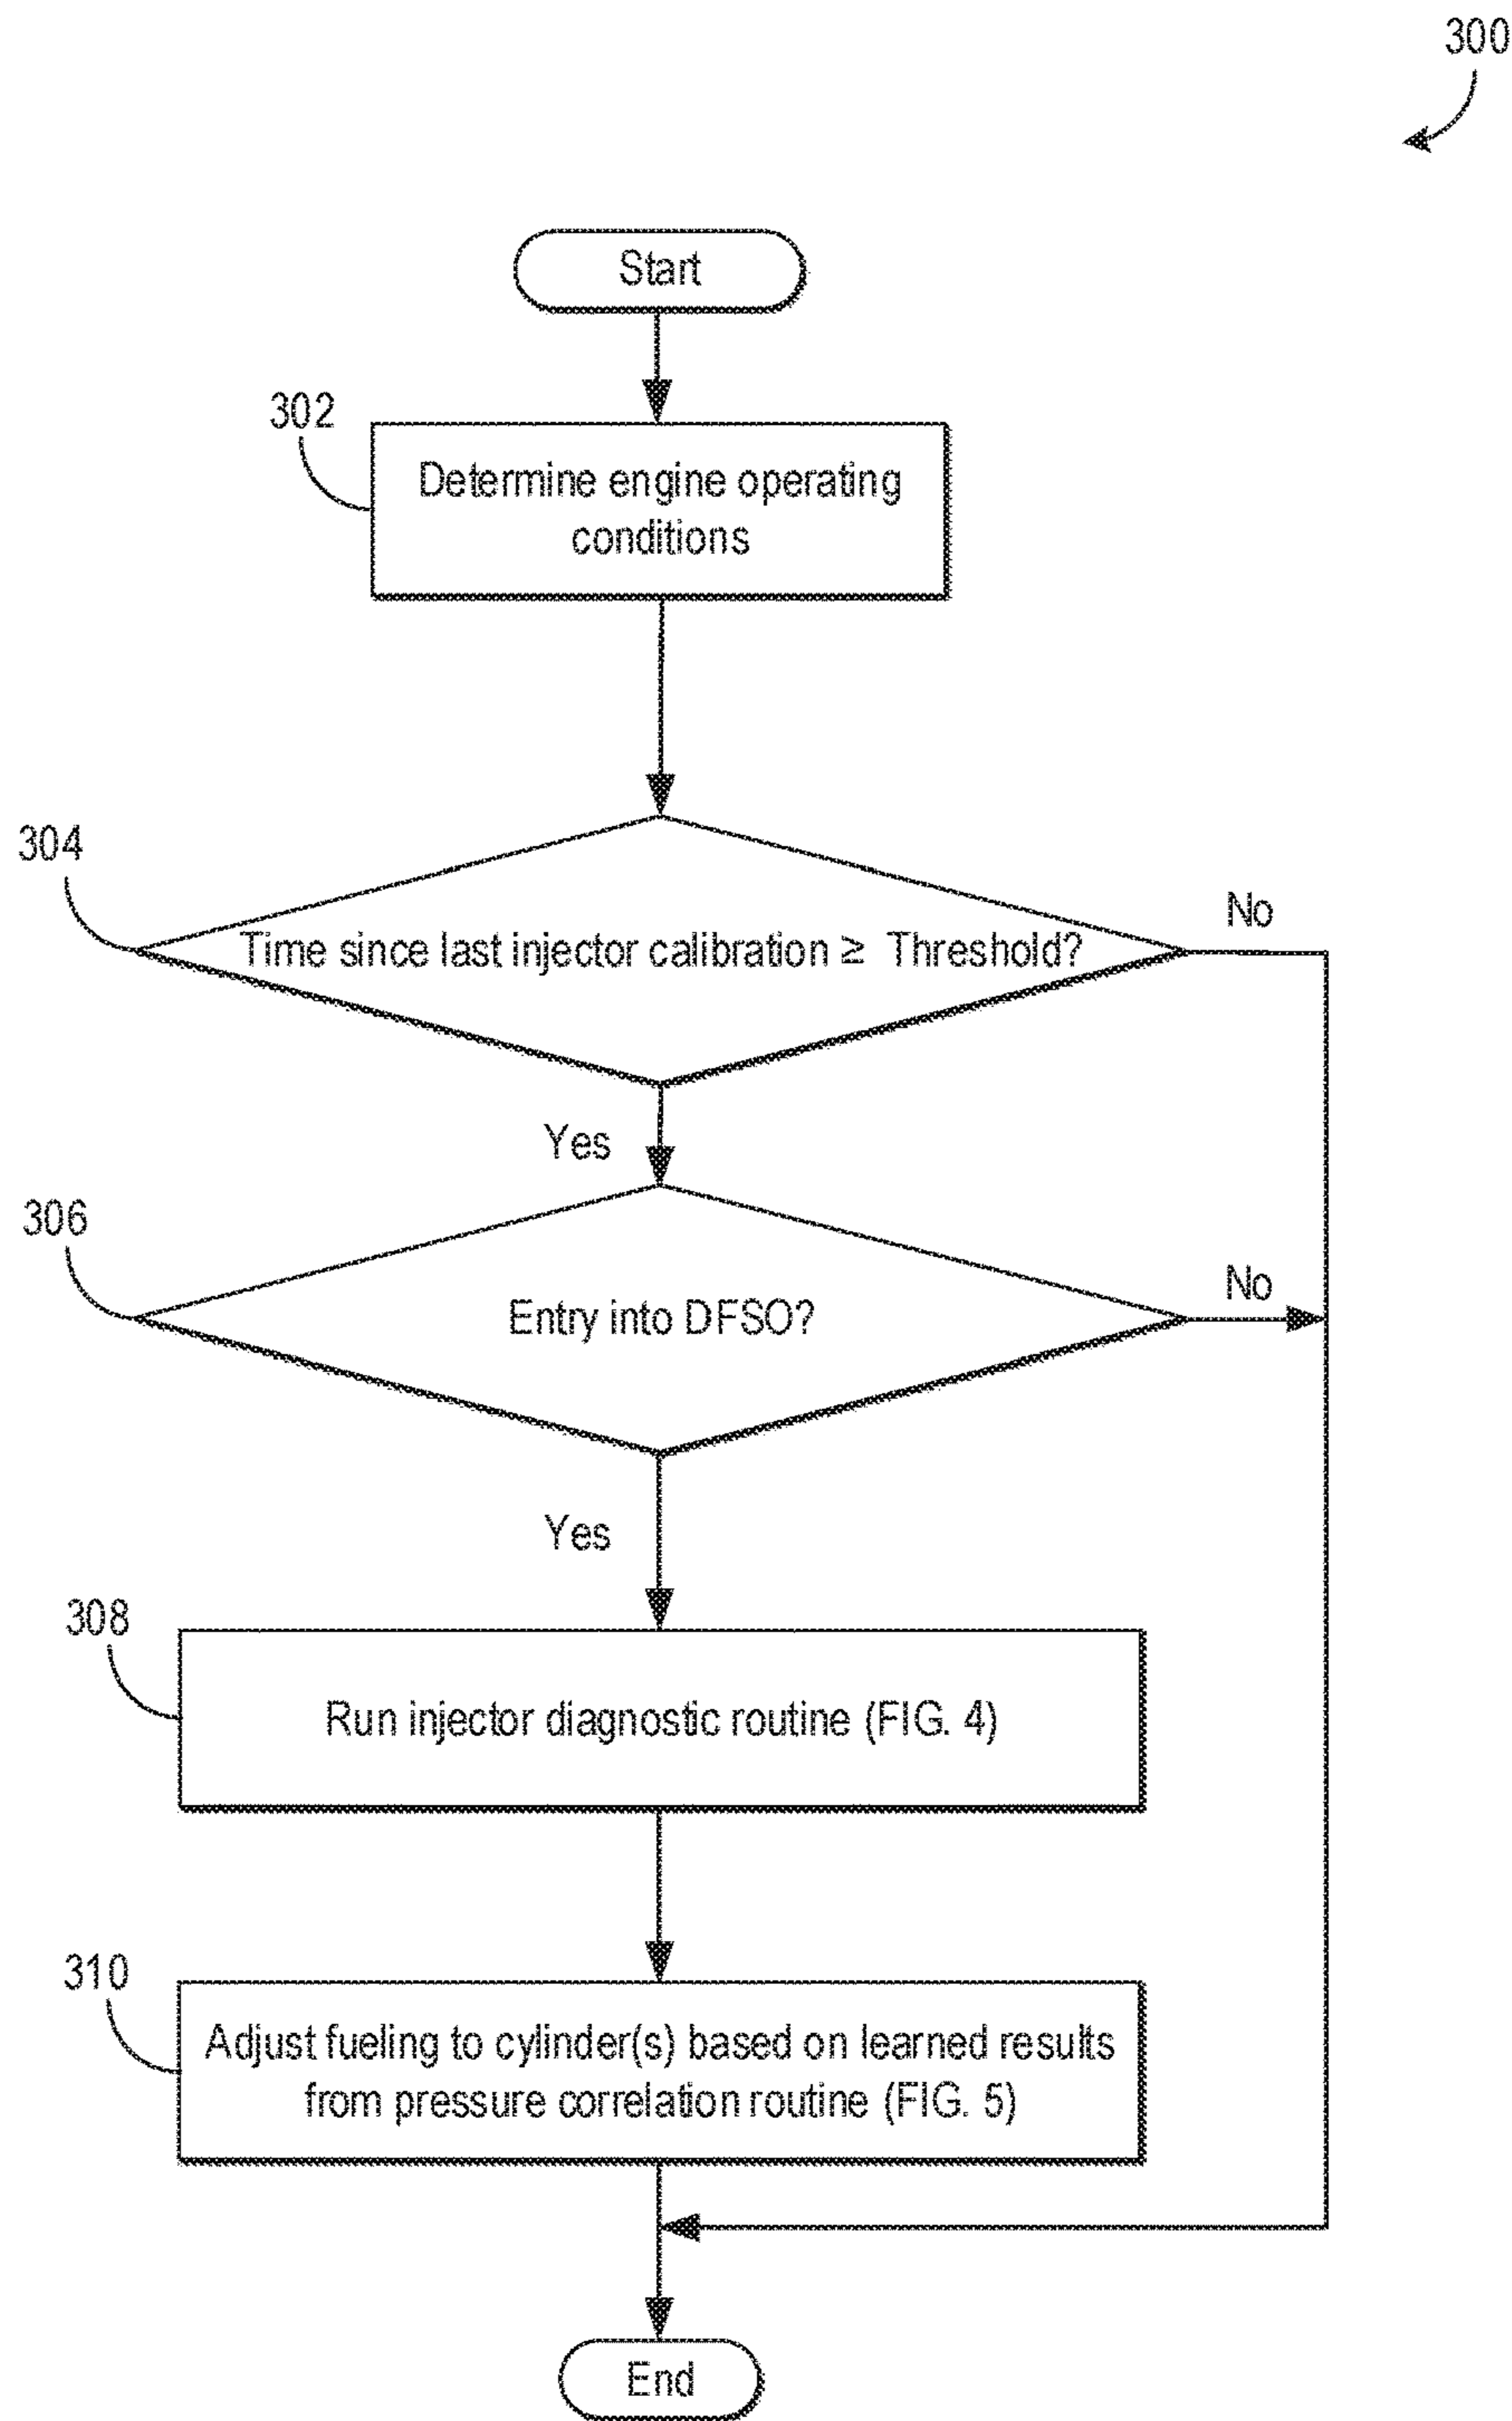 300
Start
302
Determine engine operating
conditions
304
Time since last injector calibration ≥ Threshold?
No
Yes
306
Entry into DFSO?
No
Yes
308
Run injector diagnostic routine (FIG. 4)
310
Adjust fueling to cylinder(s) based on learned results
from pressure correlation routine (FIG. 5)
End